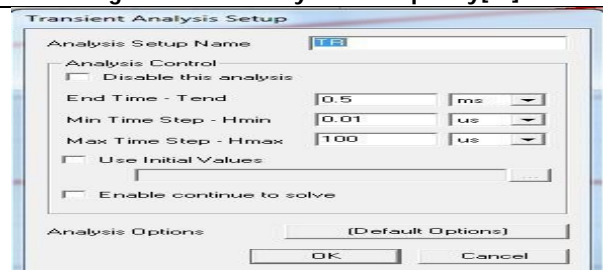 Transient Analysis Setup
Analysis Setup Name TR
Analysis Control
Disable this analysis
End Time - Tend 0.5 ms
Min Time Step - Hmin 0.01 us
Max Time Step - Hmax 100 us
Use Initial Values
...
Enable continue to solve
Analysis Options (Default Options)
OK Cancel